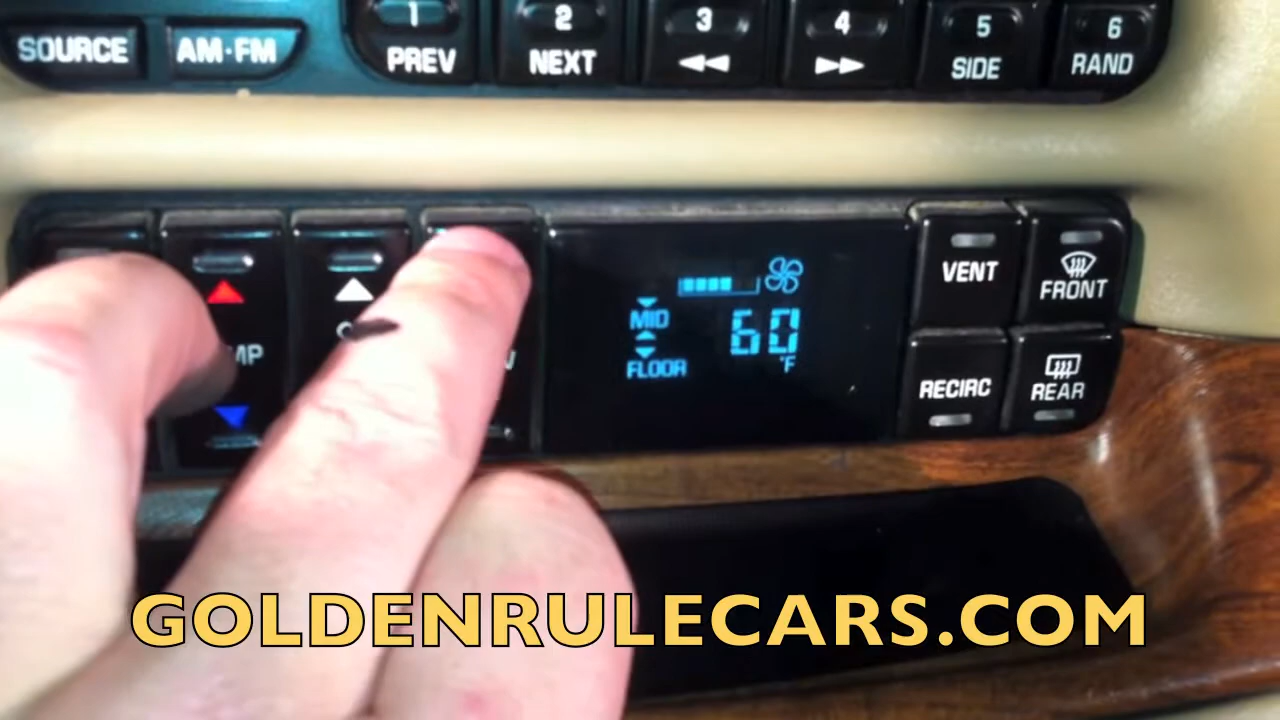 SOURCE AM·FM
1 2 3 4 5 6
PREV NEXT SIDE RAND
VENT FRONT
MID 60 °F
FLOOR
RECIRC REAR
GOLDENRULECARS.COM